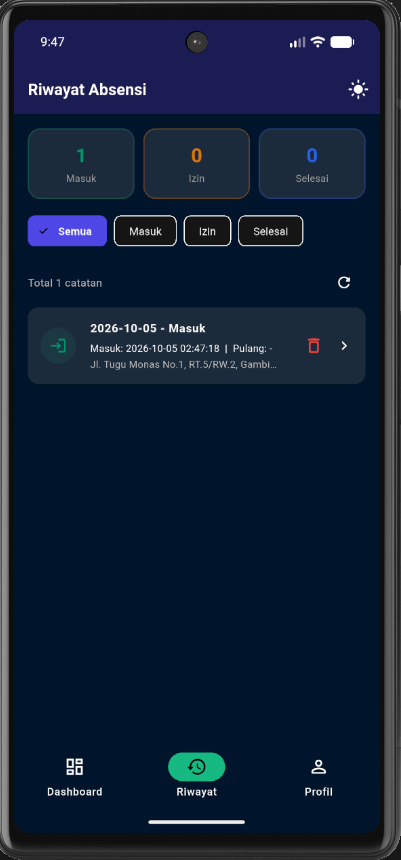 9:47
Riwayat Absensi
1
Masuk
0
Izin
0
Selesai
Semua
Masuk
Izin
Selesai
Total 1 catatan
2026-10-05 - Masuk
Masuk: 2026-10-05 02:47:18 | Pulang: -
Jl. Tugu Monas No.1, RT.5/RW.2, Gambi...
Dashboard
Riwayat
Profil